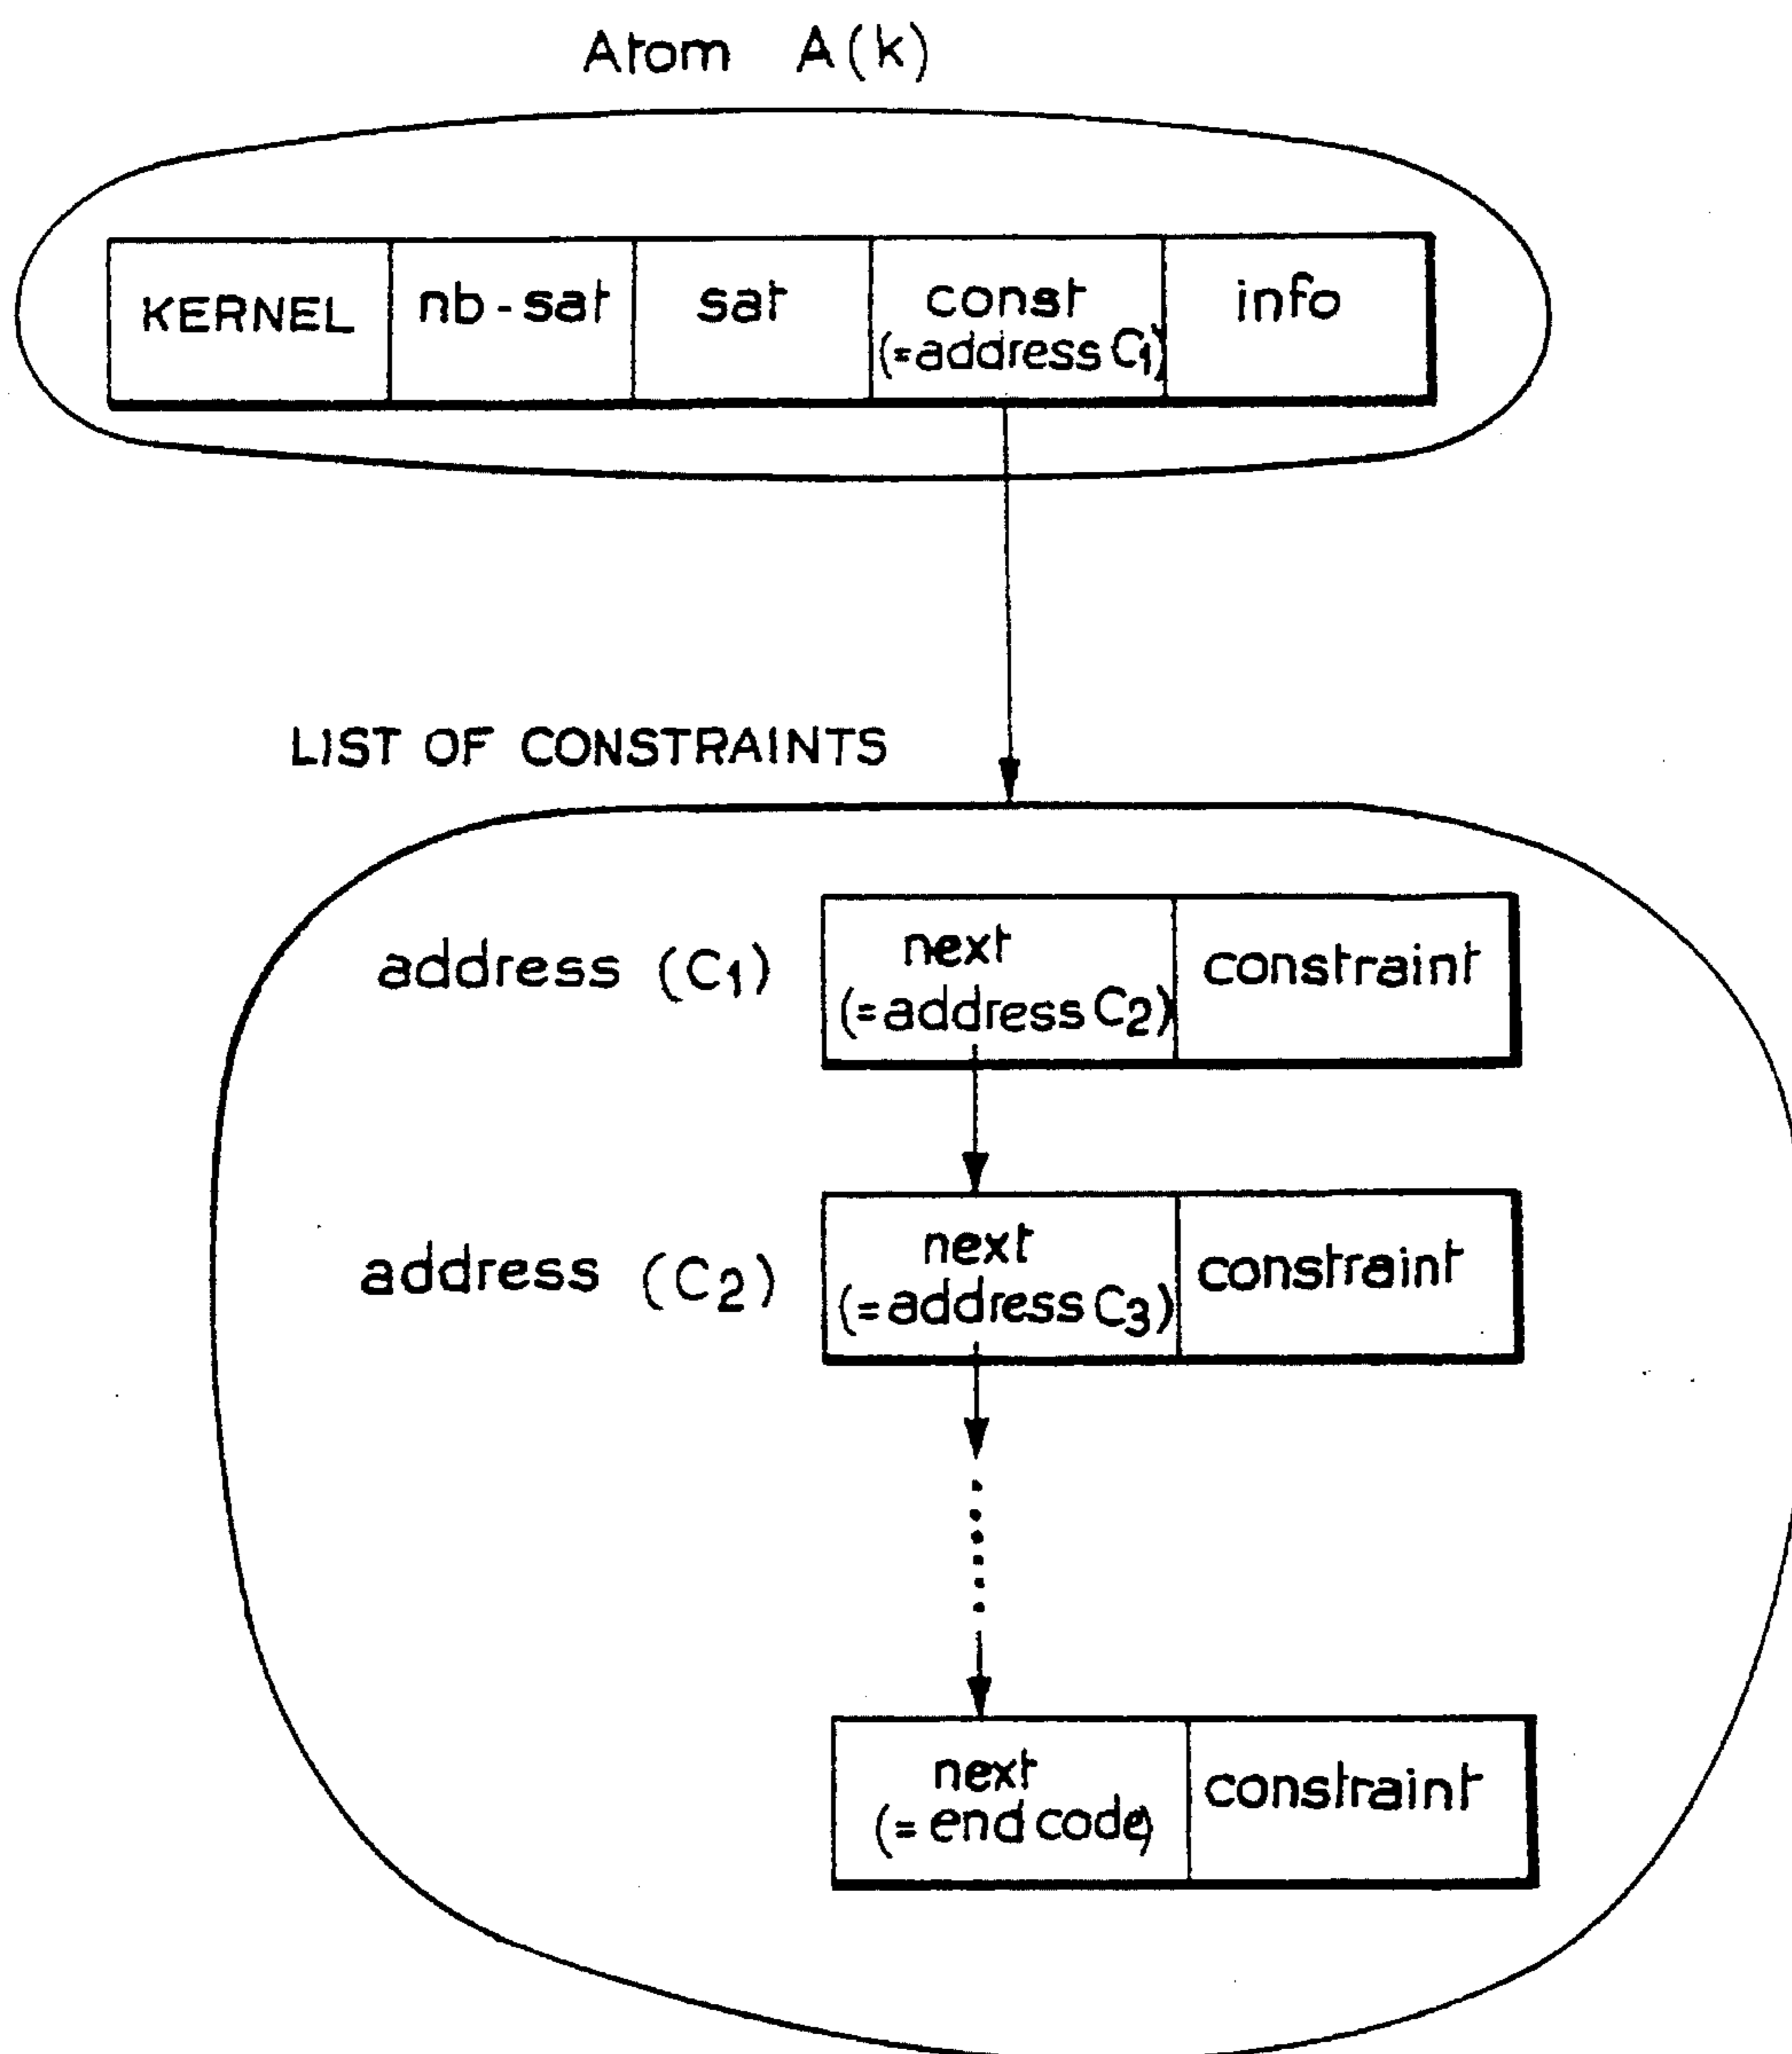 Atom A(k)
KERNEL nb-sat sat const info
(=address C1)
LIST OF CONSTRAINTS
address (C1) next constraint
(=address C2)
address (C2) next constraint
(=address C3)
next constraint
(=end code)